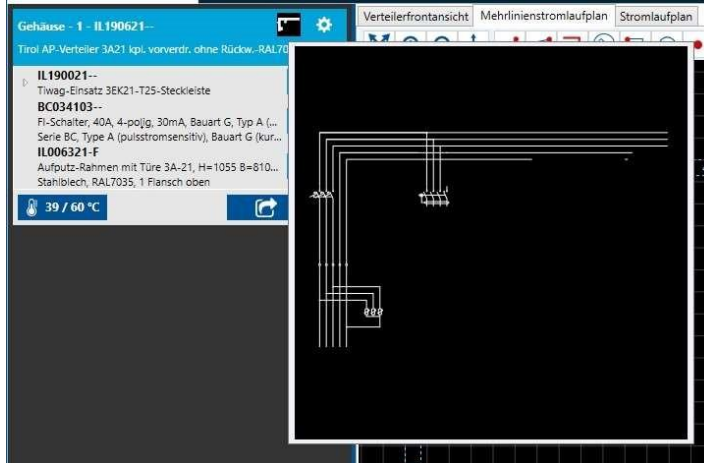 Gehäuse - 1 - IL190621--
Tirol AP-Verteiler 3A21 kpl. vorverdr. ohne Rückw.-RAL70
IL190021--
Tiwag-Einsatz 3EK21-T25-Steckleiste
BC034103--
FI-Schalter, 40A, 4-polig, 30mA, Bauart G, Typ A (...
Serie BC, Type A (pulsstromsensitiv), Bauart G (kur...
IL006321-F
Aufputz-Rahmen mit Türe 3A-21, H=1055 B=810...
Stahlblech, RAL7035, 1 Flansch oben
39 / 60 °C
Verteilerfrontansicht Mehrlinienstromlaufplan Stromlaufplan